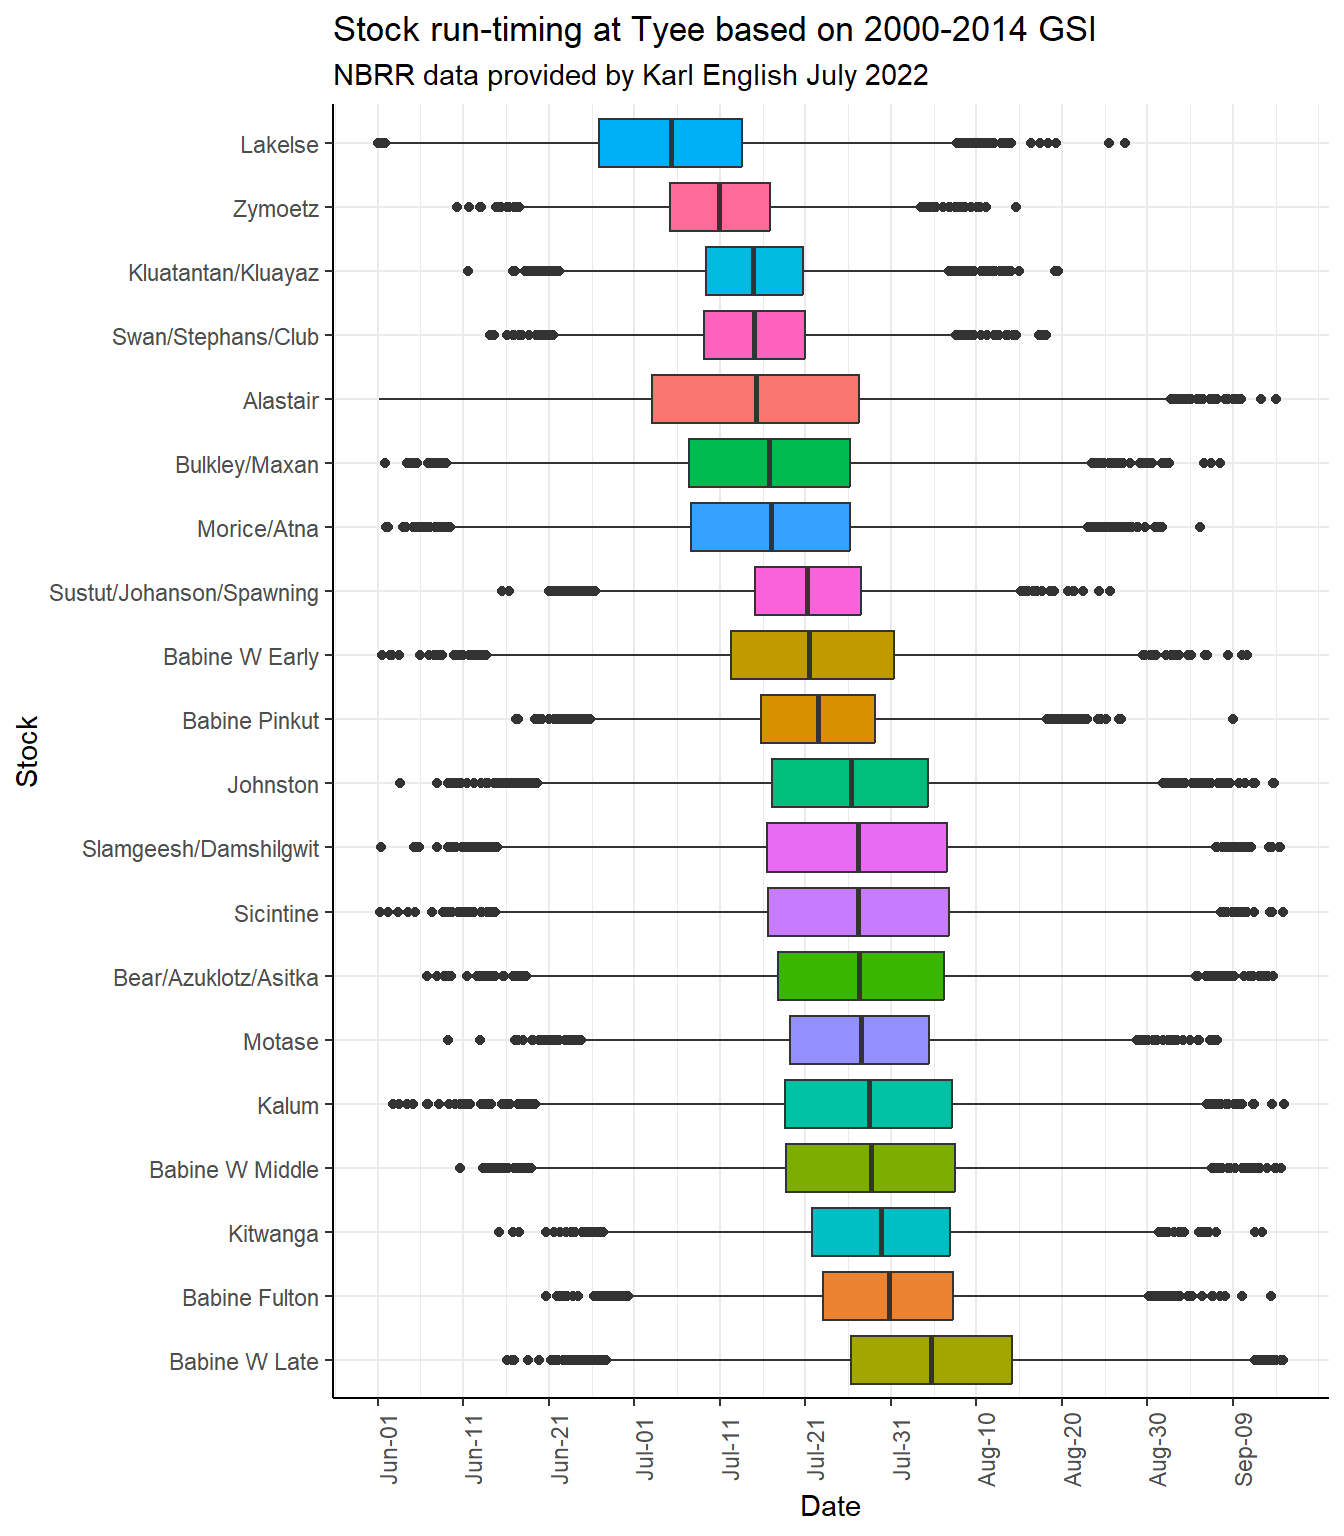 Stock run-timing at Tyee based on 2000-2014 GSI
NBRR data provided by Karl English July 2022
Stock
Lakelse
Zymoetz
Kluatantan/Kluayaz
Swan/Stephans/Club
Alastair
Bulkley/Maxan
Morice/Atna
Sustut/Johanson/Spawning
Babine W Early
Babine Pinkut
Johnston
Slamgeesh/Damshilgwit
Sicintine
Bear/Azuklotz/Asitka
Motase
Kalum
Babine W Middle
Kitwanga
Babine Fulton
Babine W Late
Jun-01
Jun-11
Jun-21
Jul-01
Jul-11
Jul-21
Jul-31
Aug-10
Aug-20
Aug-30
Sep-09
Date